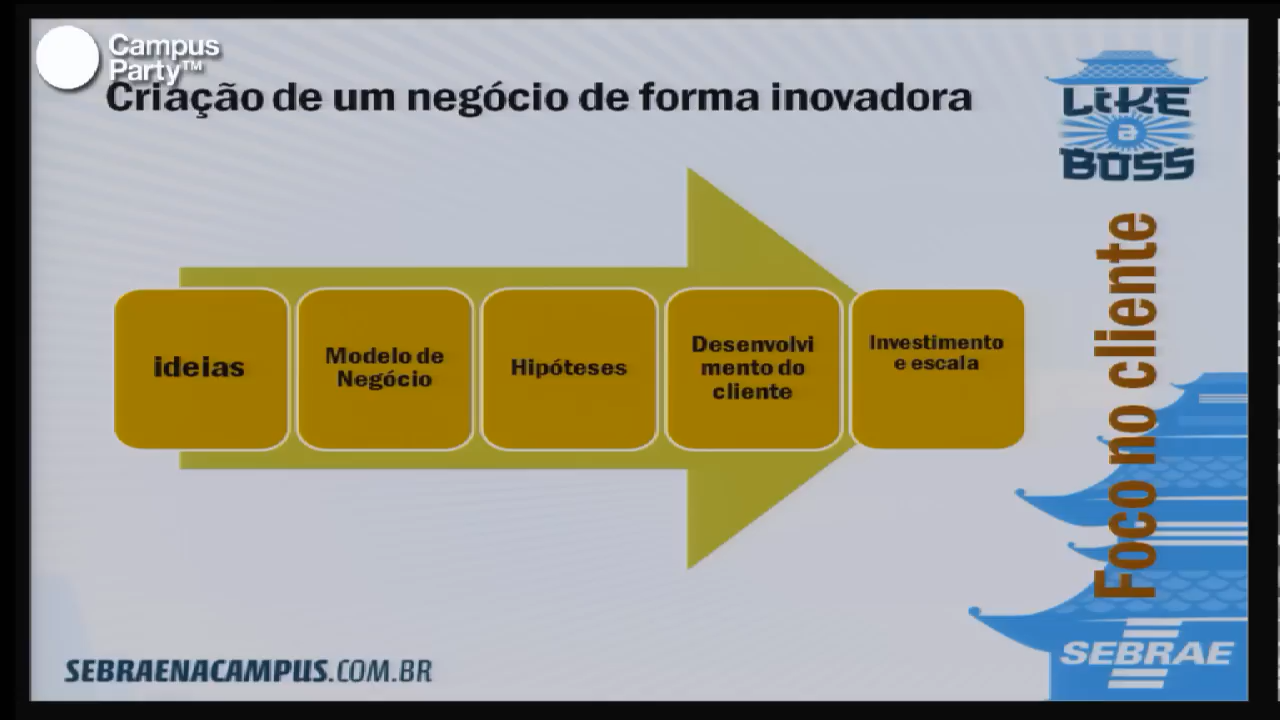 Campus
Party™
Criação de um negócio de forma inovadora
LIKE
A
BOSS
ideias
Modelo de
Negócio
Hipóteses
Desenvolvi
mento do
cliente
Investimento
e escala
Foco no cliente
SEBRAENACAMPUS.COM.BR
SEBRAE